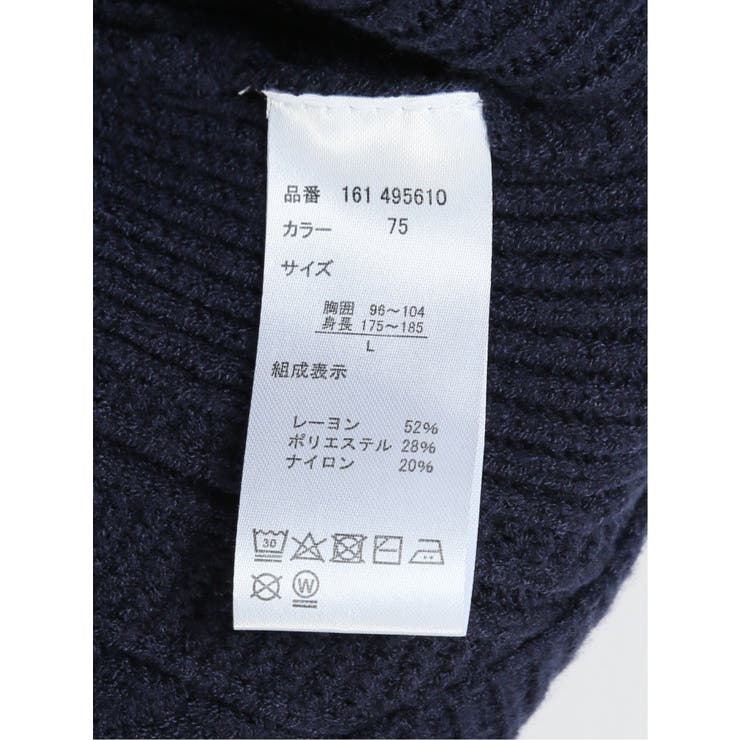 品番 161 495610
カラー 75
サイズ
胸囲 96〜104
身長 175〜185
L
組成表示
レーヨン 52%
ポリエステル 28%
ナイロン 20%
30
W